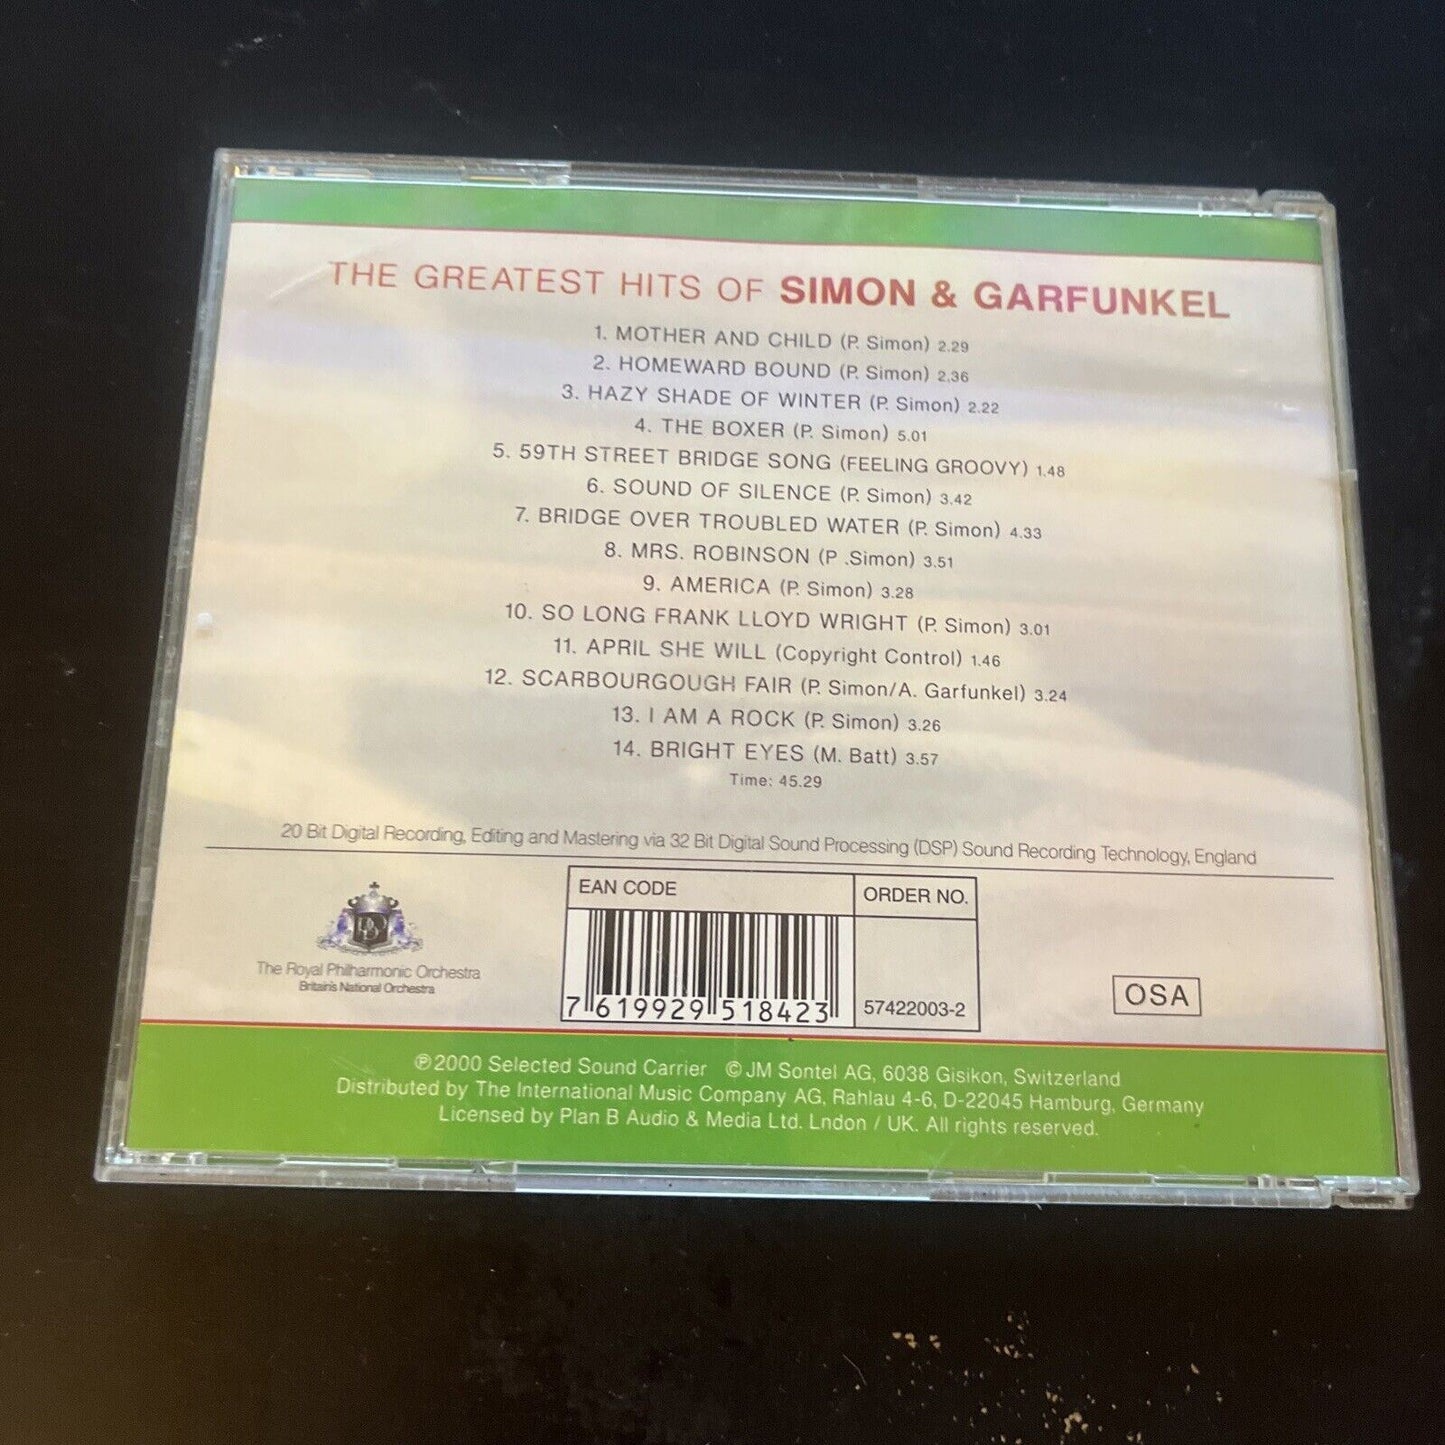 THE GREATEST HITS OF SIMON & GARFUNKEL
1. MOTHER AND CHILD (P. Simon) 2.29
2. HOMEWARD BOUND (P. Simon) 2.36
3. HAZY SHADE OF WINTER (P. Simon) 2.22
4. THE BOXER (P. Simon) 5.01
5. 59TH STREET BRIDGE SONG (FEELING GROOVY) 1.48
6. SOUND OF SILENCE (P. Simon) 3.42
7. BRIDGE OVER TROUBLED WATER (P. Simon) 4.33
8. MRS. ROBINSON (P .Simon) 3.51
9. AMERICA (P. Simon) 3.28
10. SO LONG FRANK LLOYD WRIGHT (P. Simon) 3.01
11. APRIL SHE WILL (Copyright Control) 1.46
12. SCARBOURGOUGH FAIR (P. Simon/A. Garfunkel) 3.24
13. I AM A ROCK (P. Simon) 3.26
14. BRIGHT EYES (M. Batt) 3.57
Time: 45.29
20 Bit Digital Recording, Editing and Mastering via 32 Bit Digital Sound Processing (DSP) Sound Recording Technology, England
The Royal Philharmonic Orchestra
Britain's National Orchestra
EAN CODE
7 619929 518423
ORDER NO.
57422003-2
OSA
℗2000 Selected Sound Carrier ©JM Sontel AG, 6038 Gisikon, Switzerland
Distributed by The International Music Company AG, Rahlau 4-6, D-22045 Hamburg, Germany
Licensed by Plan B Audio & Media Ltd. Lndon / UK. All rights reserved.